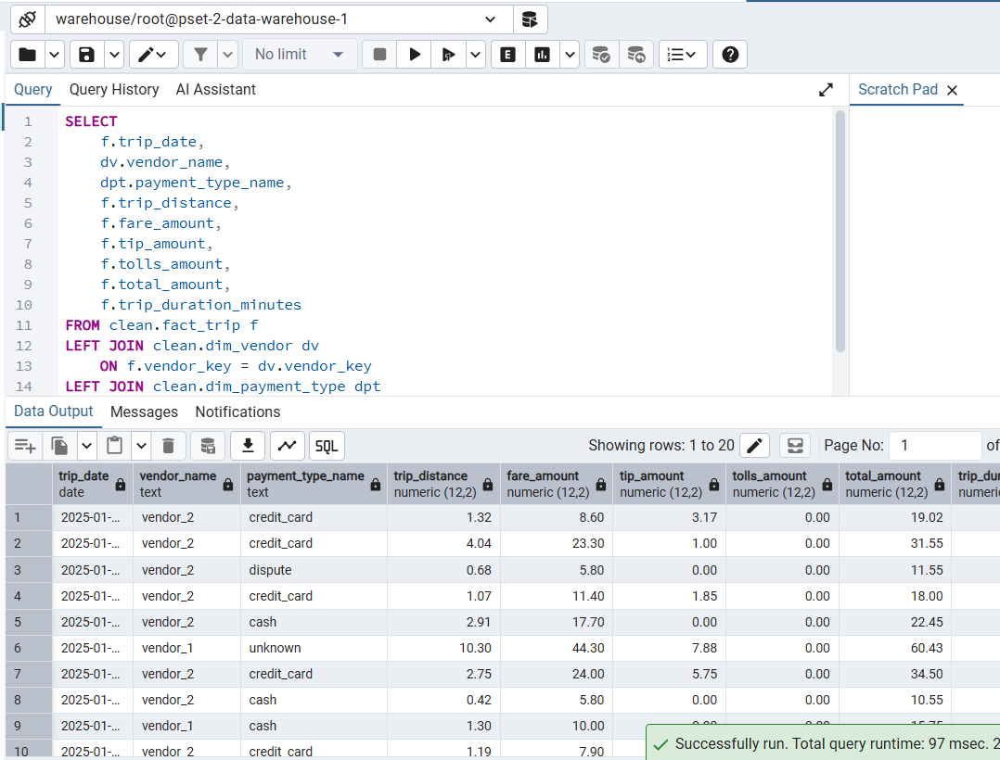 warehouse/root@pset-2-data-warehouse-1
No limit
E
Query Query History AI Assistant
Scratch Pad
1 SELECT
2 f.trip_date,
3 dv.vendor_name,
4 dpt.payment_type_name,
5 f.trip_distance,
6 f.fare_amount,
7 f.tip_amount,
8 f.tolls_amount,
9 f.total_amount,
10 f.trip_duration_minutes
11 FROM clean.fact_trip f
12 LEFT JOIN clean.dim_vendor dv
13 ON f.vendor_key = dv.vendor_key
14 LEFT JOIN clean.dim_payment_type dpt
Data Output Messages Notifications
SQL Showing rows: 1 to 20 Page No: 1 of
trip_date vendor_name payment_type_name trip_distance fare_amount tip_amount tolls_amount total_amount trip_dur
date text text numeric (12,2) numeric (12,2) numeric (12,2) numeric (12,2) numeric (12,2) numeri
1 2025-01-... vendor_2 credit_card 1.32 8.60 3.17 0.00 19.02
2 2025-01-... vendor_2 credit_card 4.04 23.30 1.00 0.00 31.55
3 2025-01-... vendor_2 dispute 0.68 5.80 0.00 0.00 11.55
4 2025-01-... vendor_2 credit_card 1.07 11.40 1.85 0.00 18.00
5 2025-01-... vendor_2 cash 2.91 17.70 0.00 0.00 22.45
6 2025-01-... vendor_1 unknown 10.30 44.30 7.88 0.00 60.43
7 2025-01-... vendor_2 credit_card 2.75 24.00 5.75 0.00 34.50
8 2025-01-... vendor_2 cash 0.42 5.80 0.00 0.00 10.55
9 2025-01-... vendor_1 cash 1.30 10.00
10 2025-01-... vendor_2 credit_card 1.19 7.90
Successfully run. Total query runtime: 97 msec. 2